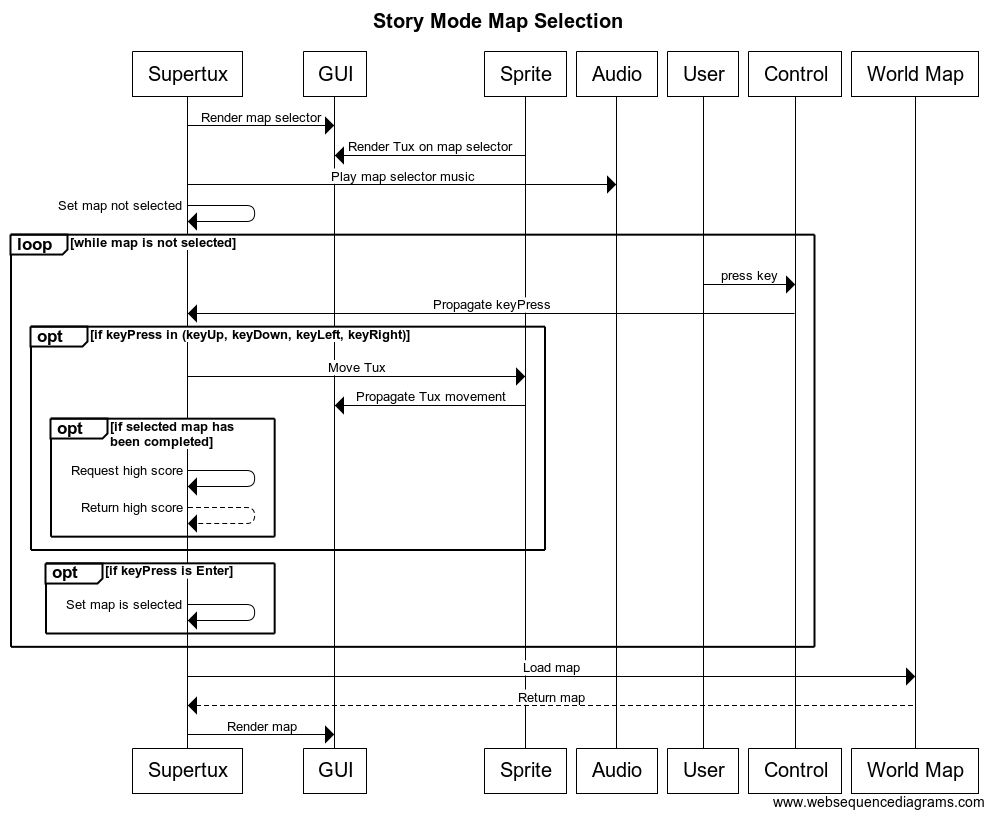 Story Mode Map Selection
Supertux GUI Sprite Audio User Control World Map
Render map selector
Render Tux on map selector
Play map selector music
Set map not selected
loop [while map is not selected]
press key
Propagate keyPress
opt [if keyPress in (keyUp, keyDown, keyLeft, keyRight)]
Move Tux
Propagate Tux movement
opt [if selected map has
been completed]
Request high score
Return high score
opt [if keyPress is Enter]
Set map is selected
Load map
Return map
Render map
Supertux GUI Sprite Audio User Control World Map
www.websequencediagrams.com